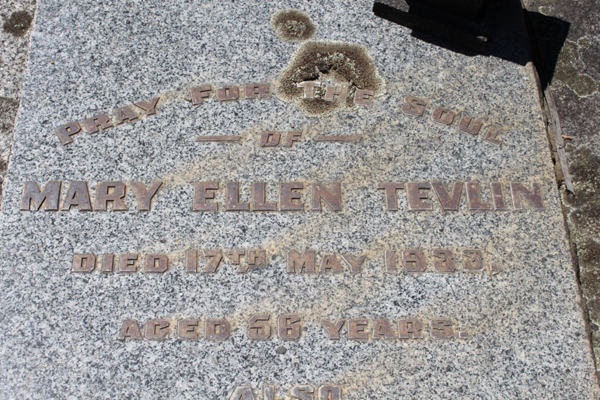 PRAY FOR THE SOUL
OF
MARY ELLEN TEVLIN
DIED 17TH MAY 1933,
AGED 56 YEARS.
ALSO